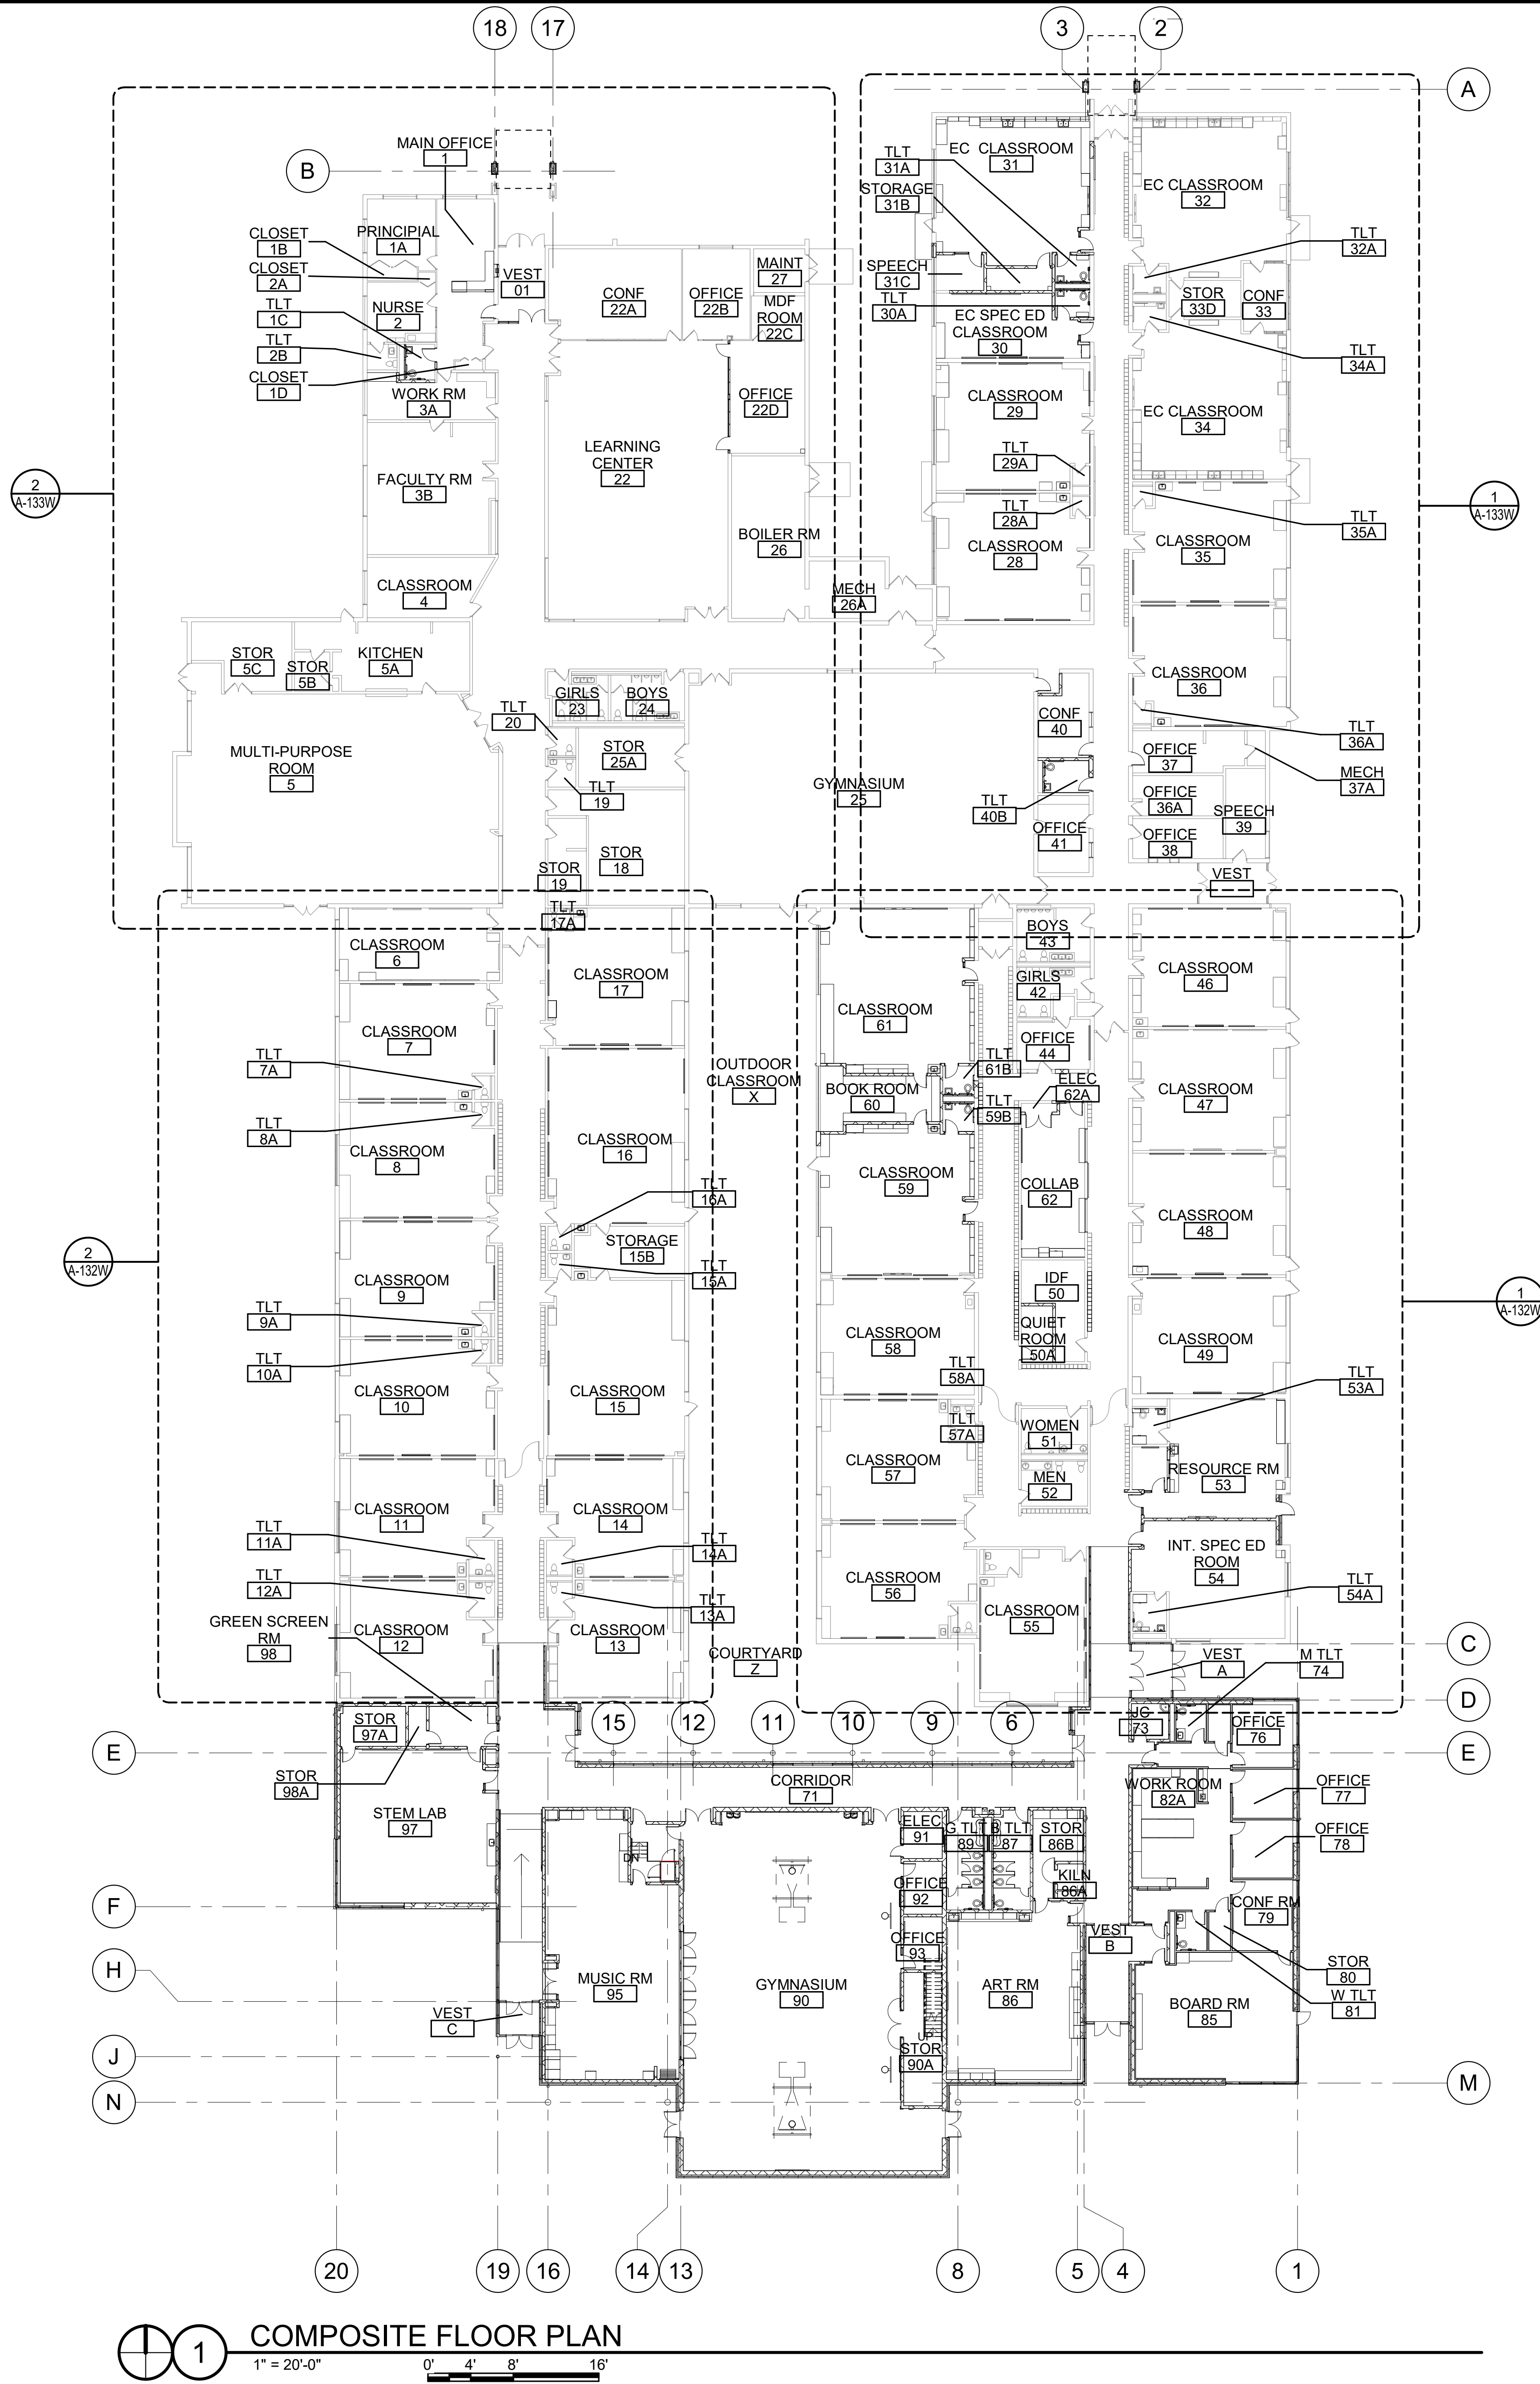 18
17
3
2
A
B
MAIN OFFICE
1
PRINCIPIAL
1A
CLOSET
1B
CLOSET
2A
TLT
1C
TLT
2B
CLOSET
1D
NURSE
2
VEST
01
WORK RM
3A
FACULTY RM
3B
CLASSROOM
4
CONF
22A
OFFICE
22B
MAINT
27
MDF
ROOM
22C
OFFICE
22D
LEARNING
CENTER
22
BOILER RM
26
MECH
26A
2
A-133W
TLT
31A
STORAGE
31B
EC CLASSROOM
31
SPEECH
31C
TLT
30A
EC SPEC ED
CLASSROOM
30
CLASSROOM
29
TLT
29A
TLT
28A
CLASSROOM
28
EC CLASSROOM
32
TLT
32A
STOR
33D
CONF
33
TLT
34A
EC CLASSROOM
34
TLT
35A
CLASSROOM
35
1
A-133W
CLASSROOM
36
TLT
36A
OFFICE
37
MECH
37A
OFFICE
36A
SPEECH
39
OFFICE
38
VEST
STOR
5C
STOR
5B
KITCHEN
5A
MULTI-PURPOSE
ROOM
5
GIRLS
23
BOYS
24
TLT
20
STOR
25A
TLT
19
STOR
18
STOR
19
GYMNASIUM
25
CONF
40
TLT
40B
OFFICE
41
TLT
17A
CLASSROOM
6
CLASSROOM
17
CLASSROOM
7
TLT
7A
TLT
8A
CLASSROOM
8
CLASSROOM
16
TLT
16A
STORAGE
15B
TLT
15A
CLASSROOM
9
TLT
9A
TLT
10A
CLASSROOM
10
CLASSROOM
15
2
A-132W
CLASSROOM
11
CLASSROOM
14
TLT
11A
TLT
14A
TLT
12A
TLT
13A
CLASSROOM
12
CLASSROOM
13
GREEN SCREEN
RM
98
OUTDOOR
CLASSROOM
X
COURTYARD
Z
BOYS
43
GIRLS
42
CLASSROOM
61
OFFICE
44
TLT
61B
ELEC
62A
BOOK ROOM
60
TLT
59B
CLASSROOM
59
COLLAB
62
IDF
50
QUIET
ROOM
50A
CLASSROOM
58
TLT
58A
TLT
57A
WOMEN
51
CLASSROOM
57
MEN
52
CLASSROOM
56
CLASSROOM
55
CLASSROOM
46
CLASSROOM
47
CLASSROOM
48
CLASSROOM
49
1
A-132W
TLT
53A
RESOURCE RM
53
INT. SPEC ED
ROOM
54
TLT
54A
C
VEST
A
M TLT
74
D
STOR
97A
STOR
98A
STEM LAB
97
E
15
12
11
10
9
6
E
CORRIDOR
71
JC
73
OFFICE
76
WORK ROOM
82A
OFFICE
77
OFFICE
78
ELEC
91
G TLT
89
B TLT
87
STOR
86B
KILN
86A
OFFICE
92
OFFICE
93
DN
F
CONF RM
79
VEST
B
STOR
80
W TLT
81
H
MUSIC RM
95
GYMNASIUM
90
ART RM
86
BOARD RM
85
VEST
C
UP
STOR
90A
J
M
N
20
19
16
14
13
8
5
4
1
1
COMPOSITE FLOOR PLAN
1" = 20'-0"
0'
4'
8'
16'